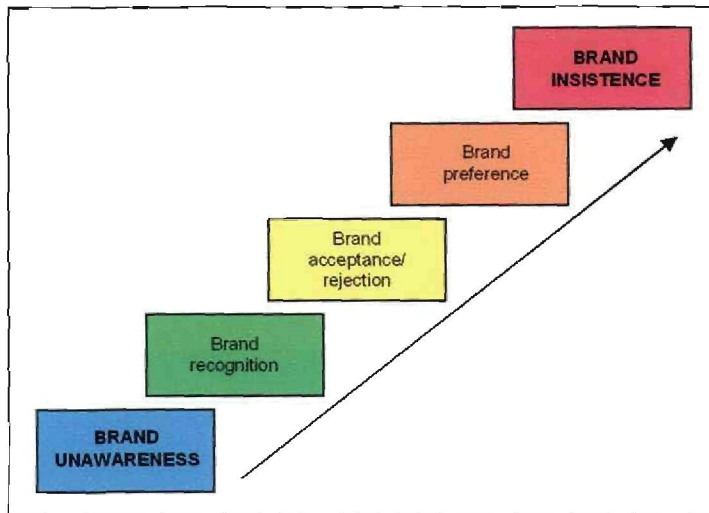 BRAND
INSISTENCE
Brand
preference
Brand
acceptance/
rejection
Brand
recognition
BRAND
UNAWARENESS